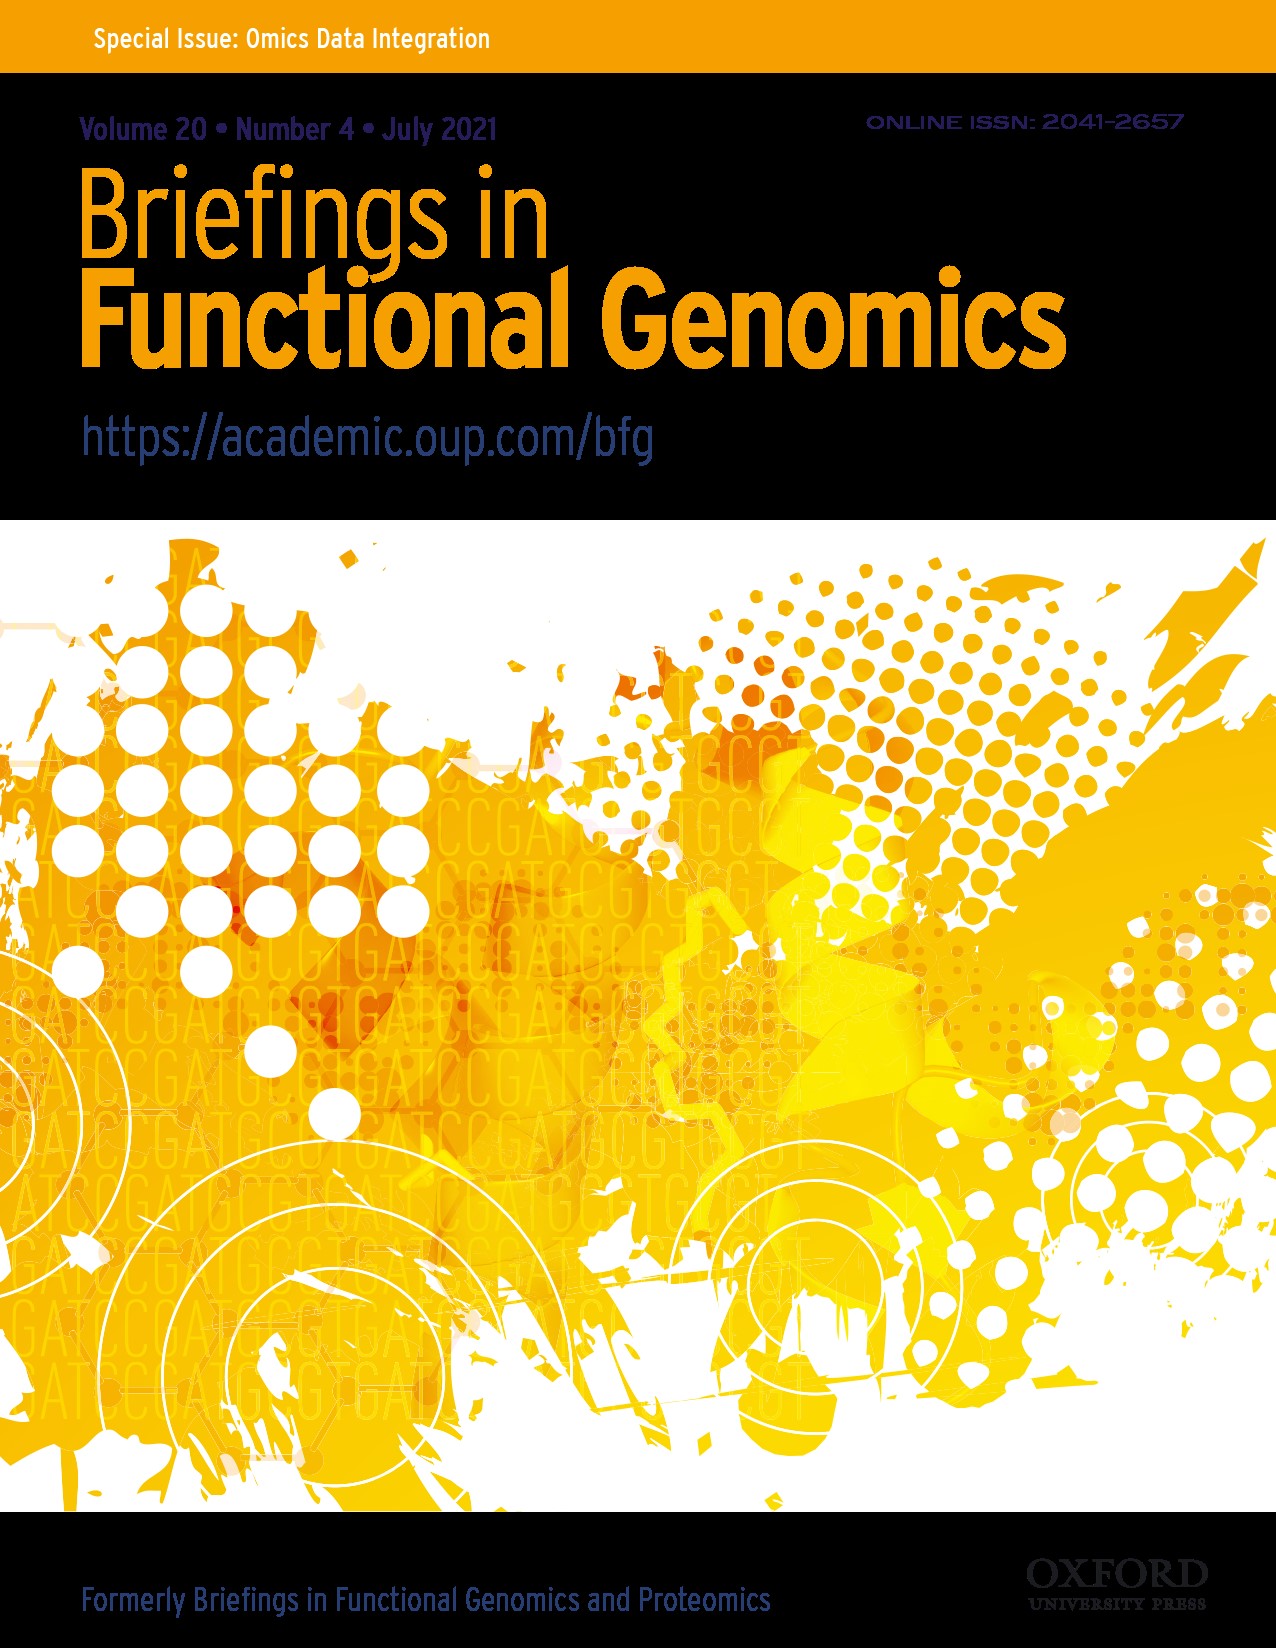 Special Issue: Omics Data Integration
Volume 20 • Number 4 • July 2021
ONLINE ISSN: 2041-2657
Briefings in
Functional Genomics
https://academic.oup.com/bfg
Formerly Briefings in Functional Genomics and Proteomics
OXFORD
UNIVERSITY PRESS